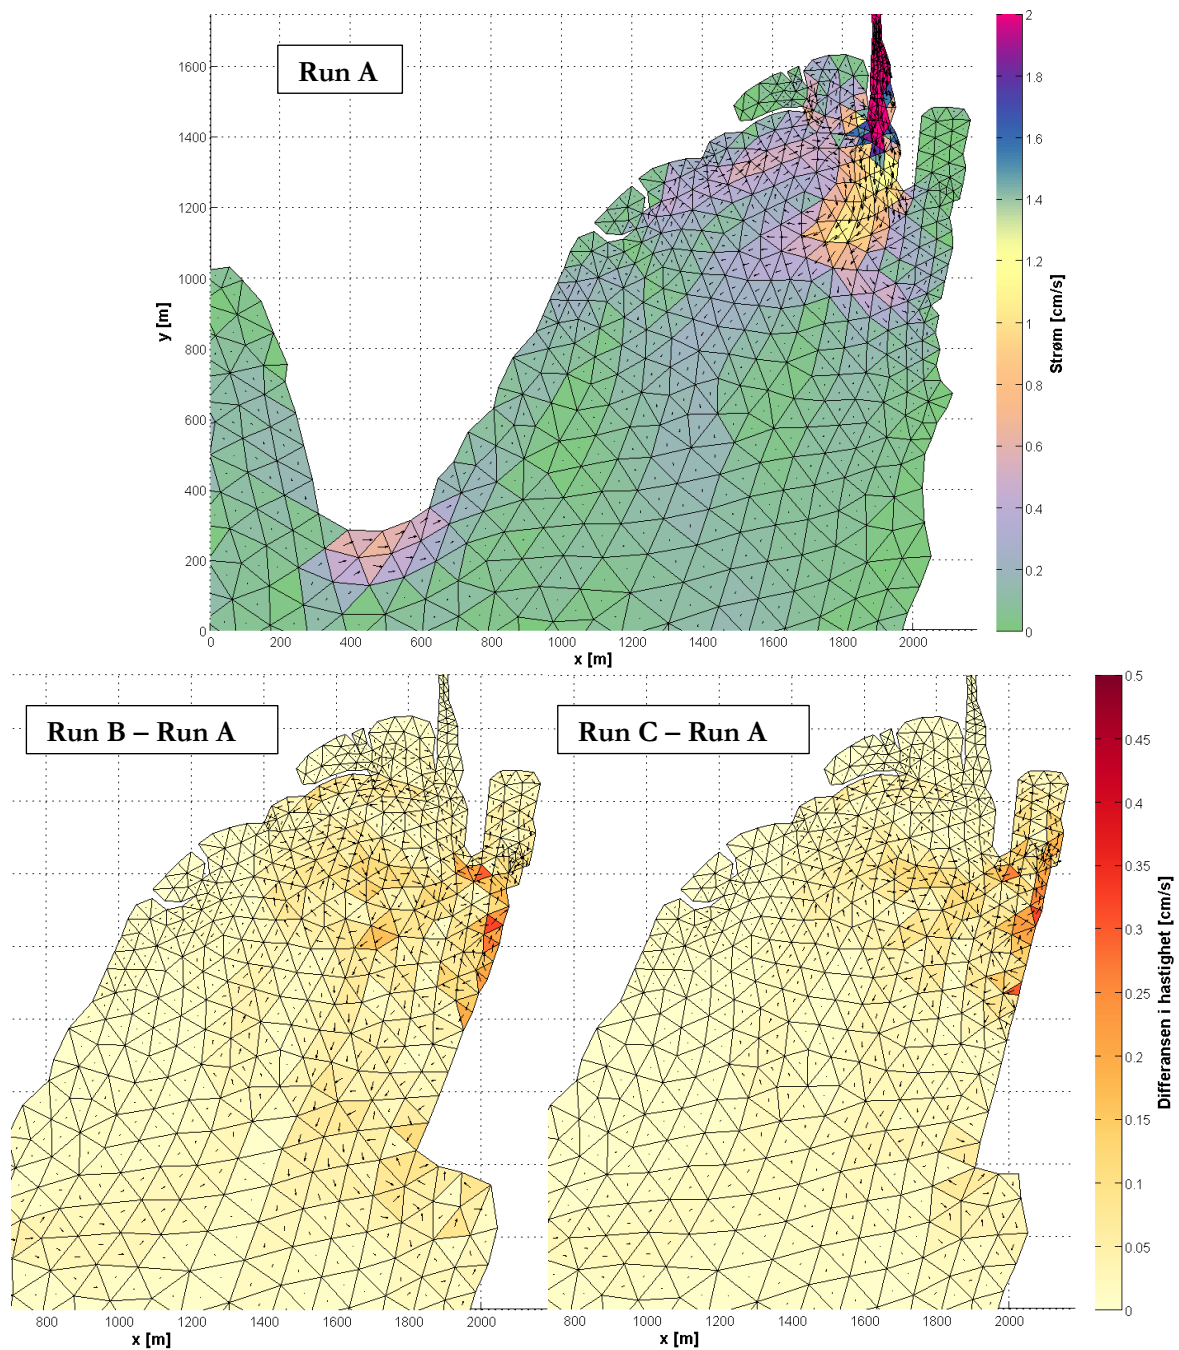 Run A
1600
1400
1200
1000
800
600
400
200
0
y [m]
0 200 400 600 800 1000 1200 1400 1600 1800 2000
x [m]
2
1.8
1.6
1.4
1.2
1
0.8
0.6
0.4
0.2
0
Strøm [cm/s]
Run B – Run A
Run C – Run A
800 1000 1200 1400 1600 1800 2000
x [m]
800 1000 1200 1400 1600 1800 2000
x [m]
0.5
0.45
0.4
0.35
0.3
0.25
0.2
0.15
0.1
0.05
0
Differansen i hastighet [cm/s]